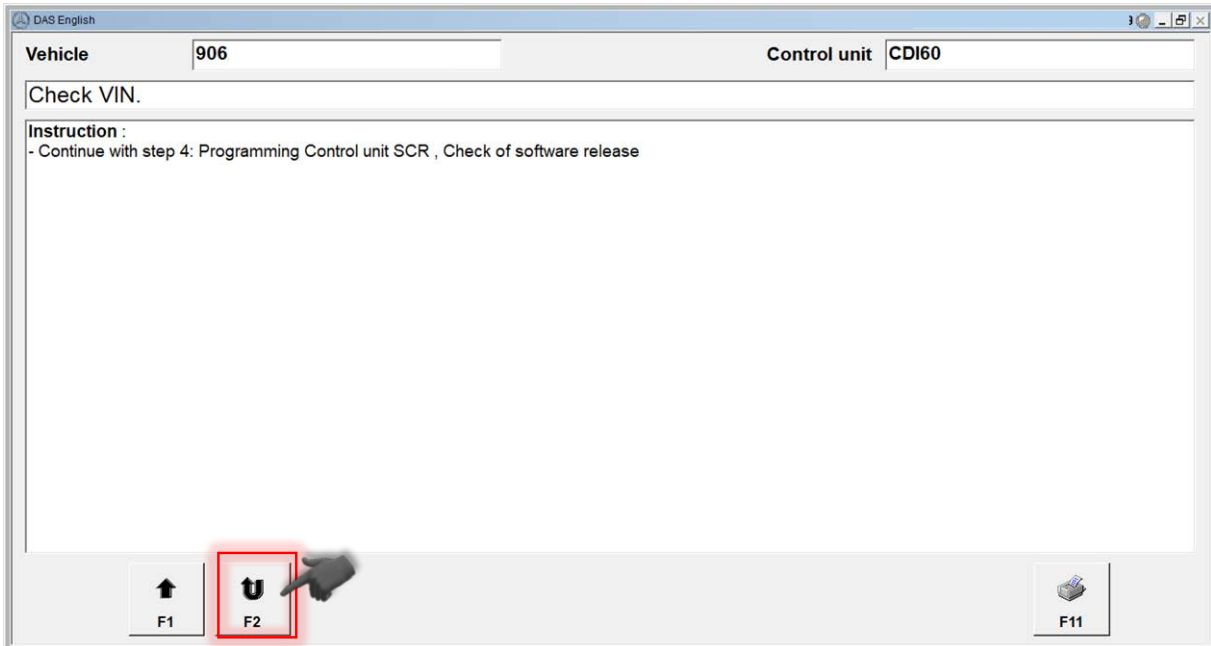 DAS English
Vehicle 906 Control unit CDI60
Check VIN.
Instruction :
- Continue with step 4: Programming Control unit SCR , Check of software release
F1 F2 F11